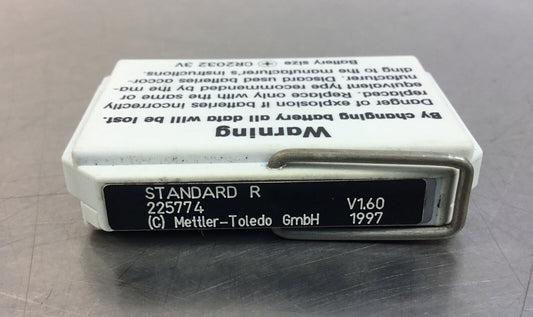 Warning
By changing battery all data will be lost.
Danger of explosion if batteries incorrectly
replaced. Replace only with the same or
equivalent type recommended by the ma-
nufacturer. Discard used batteries accor-
ding to the manufacturer's instructions.
Battery size CR2032 3V
STANDARD R
225774 V1.60
(C) Mettler-Toledo GmbH 1997